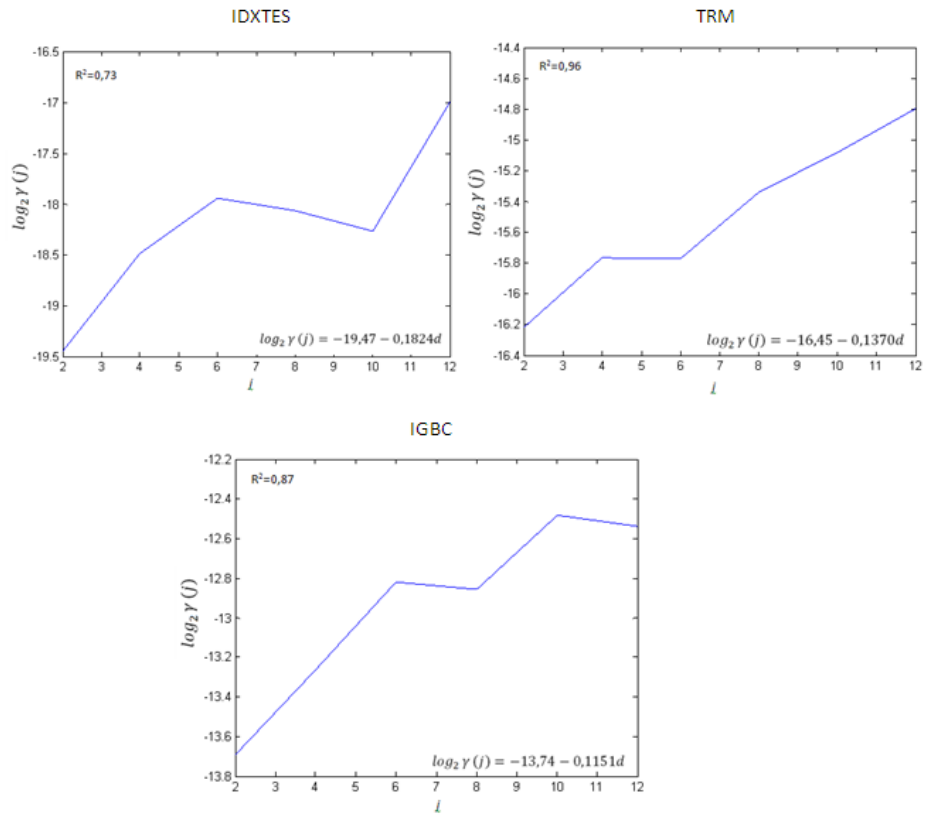 IDXTES
R²=0,73
log₂ γ (j)
-16.5
-17
-17.5
-18
-18.5
-19
-19.5
log₂ γ (j) = −19,47 − 0,1824d
2 3 4 5 6 7 8 9 10 11 12
j
TRM
R²=0,96
log₂ γ (j)
-14.4
-14.6
-14.8
-15
-15.2
-15.4
-15.6
-15.8
-16
-16.2
-16.4
log₂ γ (j) = −16,45 − 0,1370d
2 3 4 5 6 7 8 9 10 11 12
j
IGBC
R²=0,87
log₂ γ (j)
-12.2
-12.4
-12.6
-12.8
-13
-13.2
-13.4
-13.6
-13.8
log₂ γ (j) = −13,74 − 0,1151d
2 3 4 5 6 7 8 9 10 11 12
j